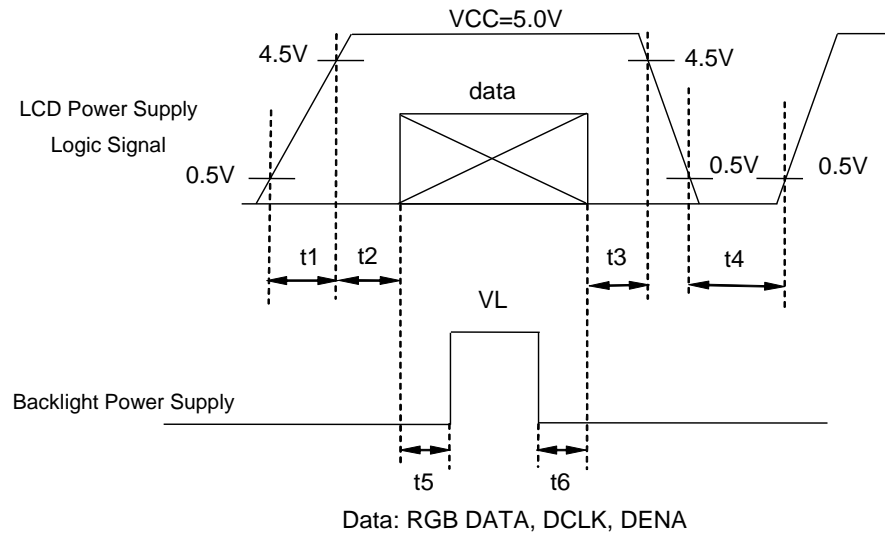 VCC=5.0V
4.5V
4.5V
data
LCD Power Supply
Logic Signal
0.5V
0.5V
0.5V
t1
t2
t3
t4
VL
Backlight Power Supply
t5
t6
Data: RGB DATA, DCLK, DENA